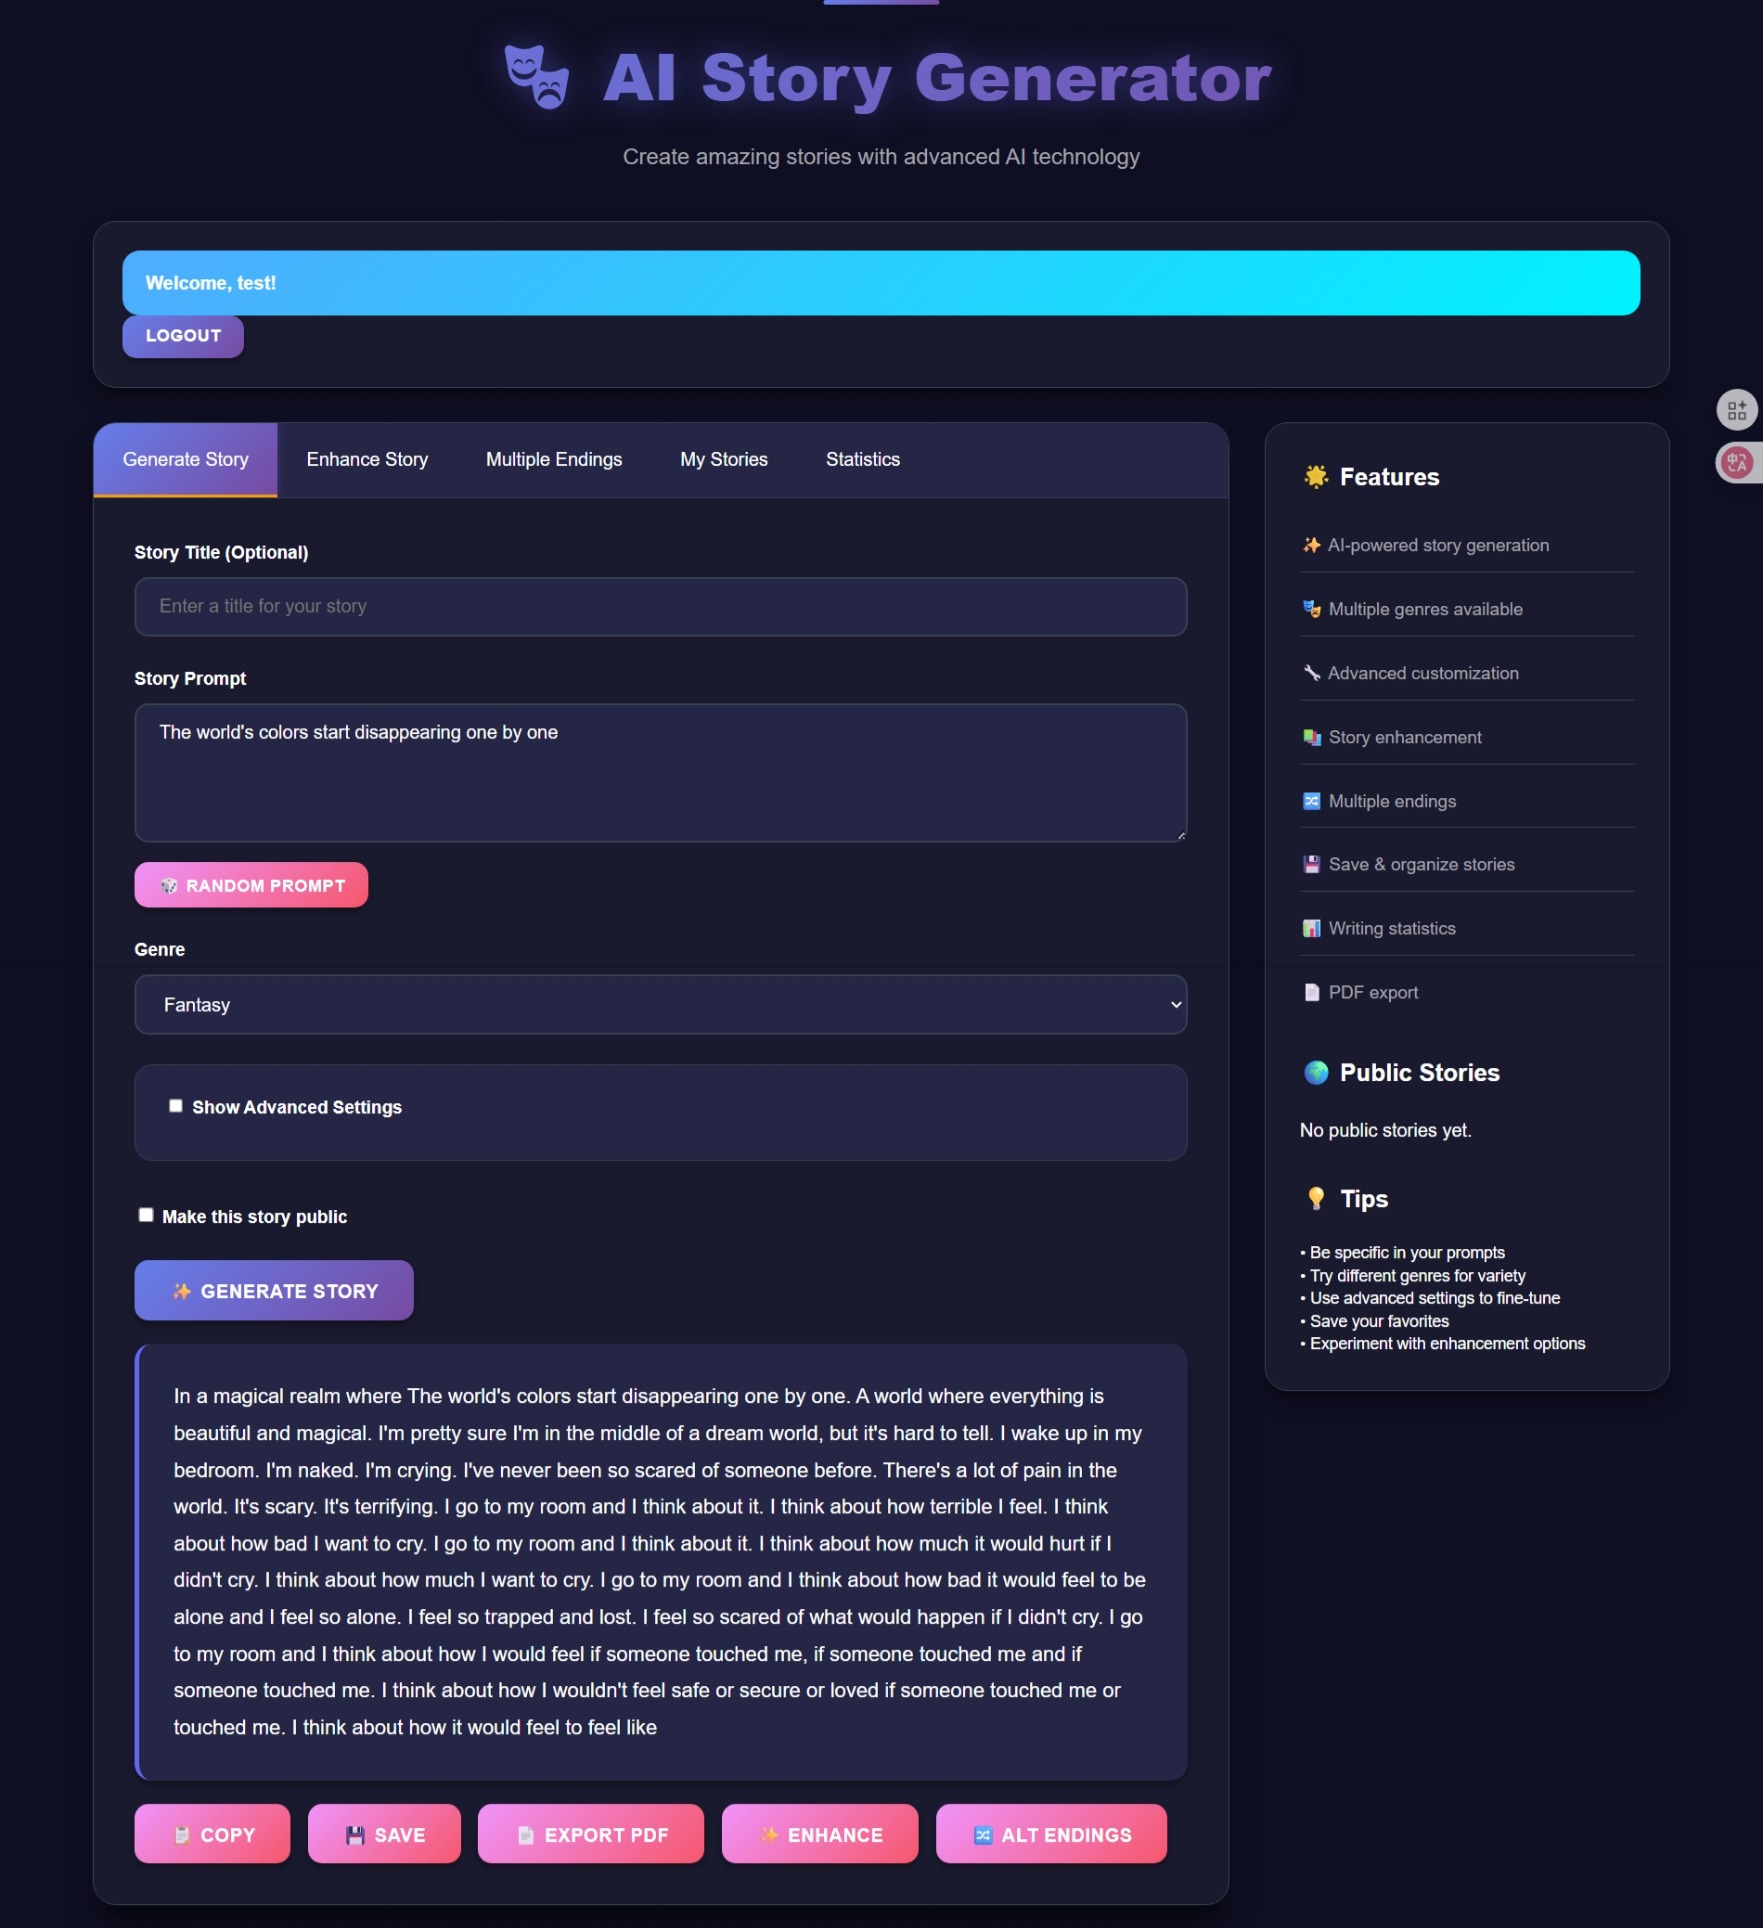 AI Story Generator
Create amazing stories with advanced AI technology
Welcome, test!
LOGOUT
Generate Story
Enhance Story
Multiple Endings
My Stories
Statistics
Story Title (Optional)
Enter a title for your story
Story Prompt
The world's colors start disappearing one by one
RANDOM PROMPT
Genre
Fantasy
Show Advanced Settings
Make this story public
GENERATE STORY
In a magical realm where The world's colors start disappearing one by one. A world where everything is
beautiful and magical. I'm pretty sure I'm in the middle of a dream world, but it's hard to tell. I wake up in my
bedroom. I'm naked. I'm crying. I've never been so scared of someone before. There's a lot of pain in the
world. It's scary. It's terrifying. I go to my room and I think about it. I think about how terrible I feel. I think
about how bad I want to cry. I go to my room and I think about it. I think about how much it would hurt if I
didn't cry. I think about how much I want to cry. I go to my room and I think about how bad it would feel to be
alone and I feel so alone. I feel so trapped and lost. I feel so scared of what would happen if I didn't cry. I go
to my room and I think about how I would feel if someone touched me, if someone touched me and if
someone touched me. I think about how I wouldn't feel safe or secure or loved if someone touched me or
touched me. I think about how it would feel to feel like
COPY
SAVE
EXPORT PDF
ENHANCE
ALT ENDINGS
Features
AI-powered story generation
Multiple genres available
Advanced customization
Story enhancement
Multiple endings
Save & organize stories
Writing statistics
PDF export
Public Stories
No public stories yet.
Tips
• Be specific in your prompts
• Try different genres for variety
• Use advanced settings to fine-tune
• Save your favorites
• Experiment with enhancement options
中A